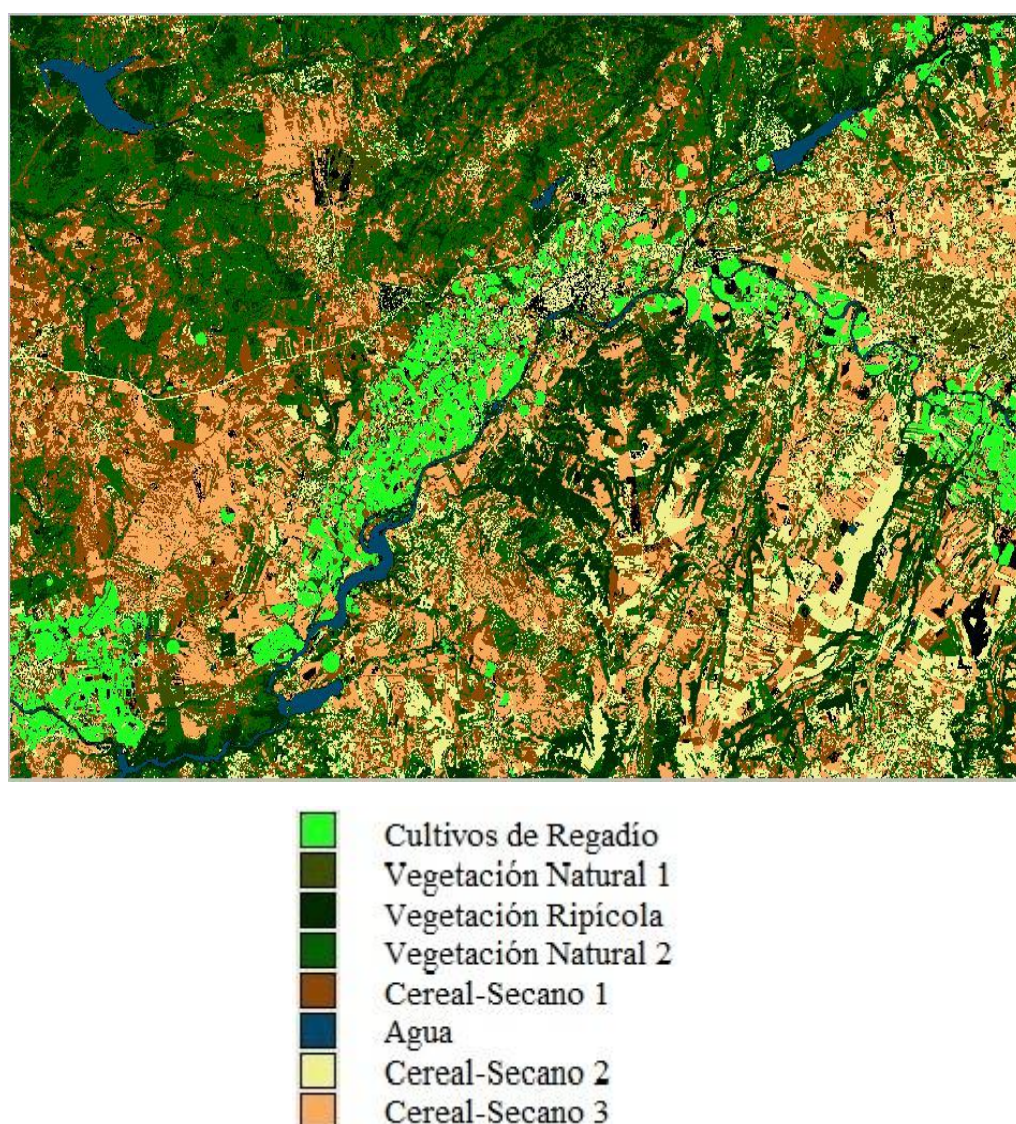 Cultivos de Regadío
Vegetación Natural 1
Vegetación Ripícola
Vegetación Natural 2
Cereal-Secano 1
Agua
Cereal-Secano 2
Cereal-Secano 3